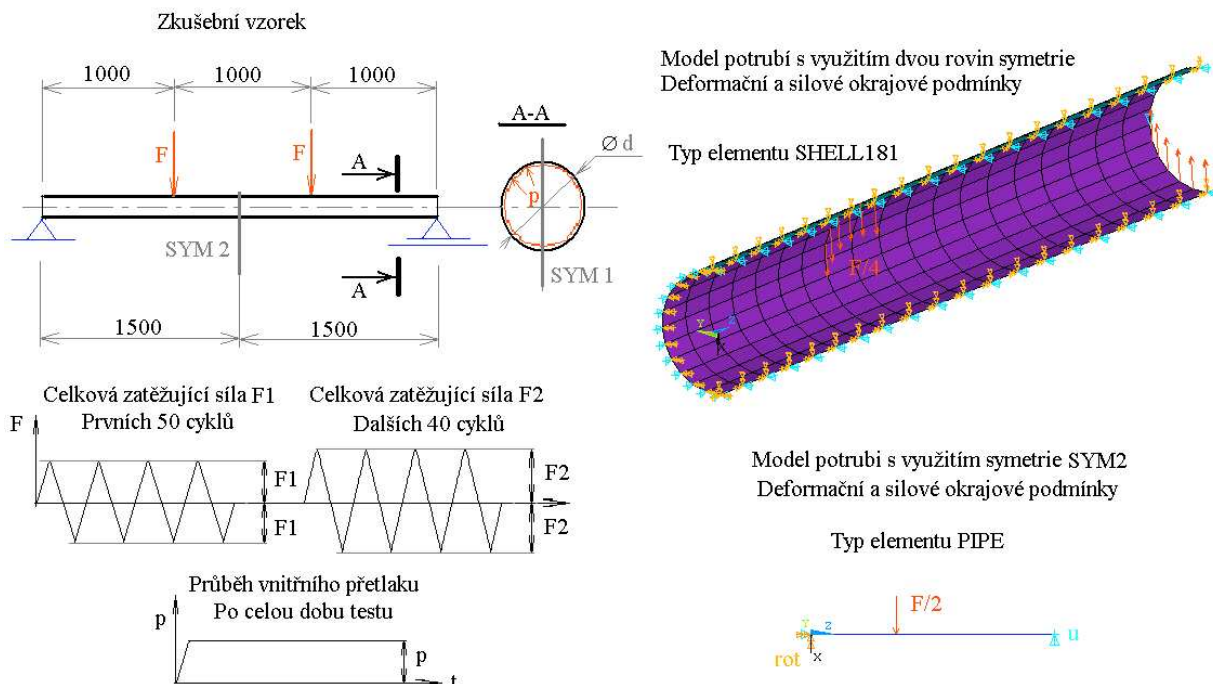 Zkušební vzorek
1000 1000 1000
F F
A
A-A
Ø d
p
SYM 2
SYM 1
A
1500 1500
Celková zatěžující síla F1
Prvních 50 cyklů
F
F1
F1
Celková zatěžující síla F2
Dalších 40 cyklů
F2
F2
Průběh vnitřního přetlaku
Po celou dobu testu
p
p
t
Model potrubí s využitím dvou rovin symetrie
Deformační a silové okrajové podmínky
Typ elementu SHELL181
F/4
Y Z
X
Model potrubi s využitím symetrie SYM2
Deformační a silové okrajové podmínky
Typ elementu PIPE
F/2
Y Z u
rot X